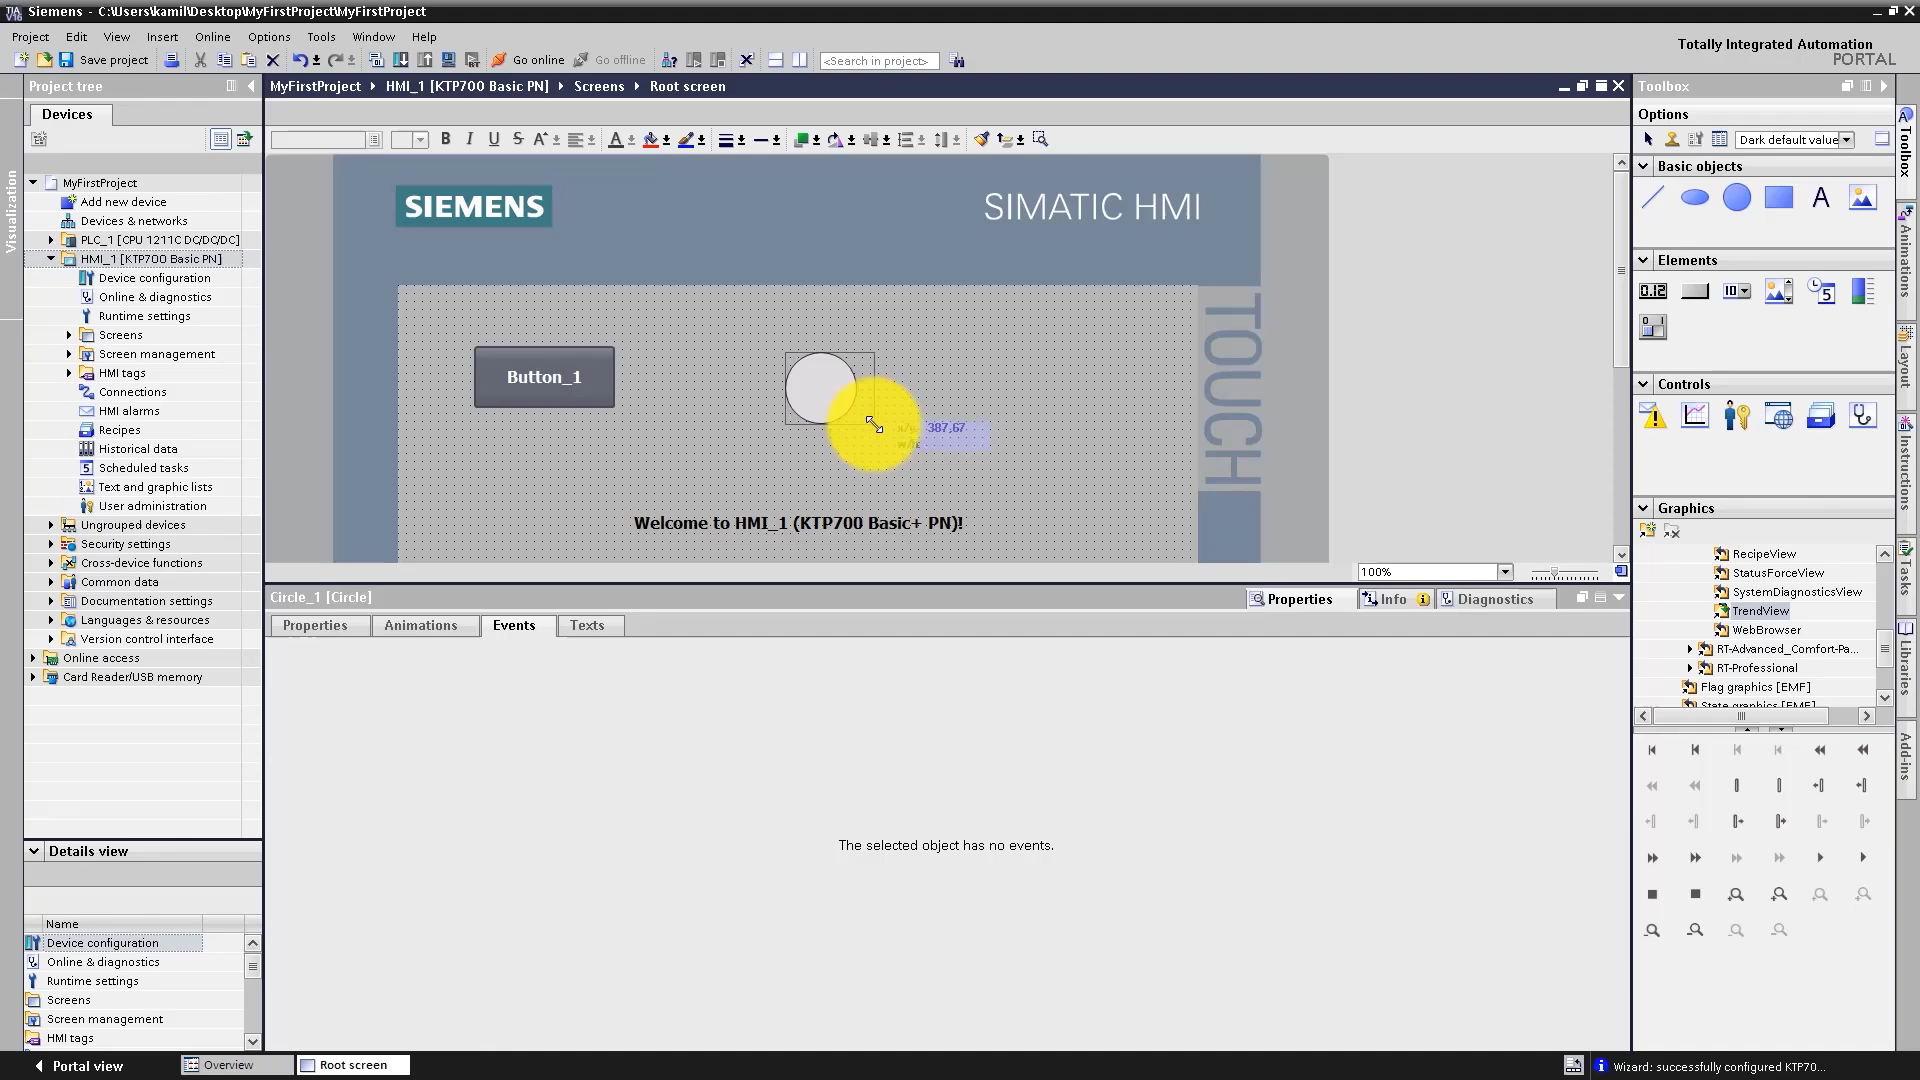 Siemens - C:\Users\kamil\Desktop\MyFirstProject\MyFirstProject
Project Edit View Insert Online Options Tools Window Help
Totally Integrated Automation
PORTAL
Save project
Go online
Go offline
<Search in project>
Project tree
MyFirstProject HMI_1 [KTP700 Basic PN] Screens Root screen
Toolbox
Devices
Options
Dark default value
Visualization
MyFirstProject
Add new device
Devices & networks
PLC_1 [CPU 1211C DC/DC/DC]
HMI_1 [KTP700 Basic PN]
Device configuration
Online & diagnostics
Runtime settings
Screens
Screen management
HMI tags
Connections
HMI alarms
Recipes
Historical data
Scheduled tasks
Text and graphic lists
User administration
Ungrouped devices
Security settings
Cross-device functions
Common data
Documentation settings
Languages & resources
Version control interface
Online access
Card Reader/USB memory
SIEMENS
SIMATIC HMI
TOUCH
Button_1
387,67
Welcome to HMI_1 (KTP700 Basic+ PN)!
100%
Basic objects
Elements
Controls
Graphics
RecipeView
StatusForceView
SystemDiagnosticsView
TrendView
WebBrowser
RT-Advanced_Comfort-Pa...
RT-Professional
Flag graphics [EMF]
State graphics [EMF]
Toolbox
Animations
Layout
Instructions
Tasks
Libraries
Add-ins
Circle_1 [Circle]
Properties Info Diagnostics
Properties Animations Events Texts
The selected object has no events.
Details view
Name
Device configuration
Online & diagnostics
Runtime settings
Screens
Screen management
HMI tags
Portal view
Overview
Root screen
Wizard: successfully configured KTP70...